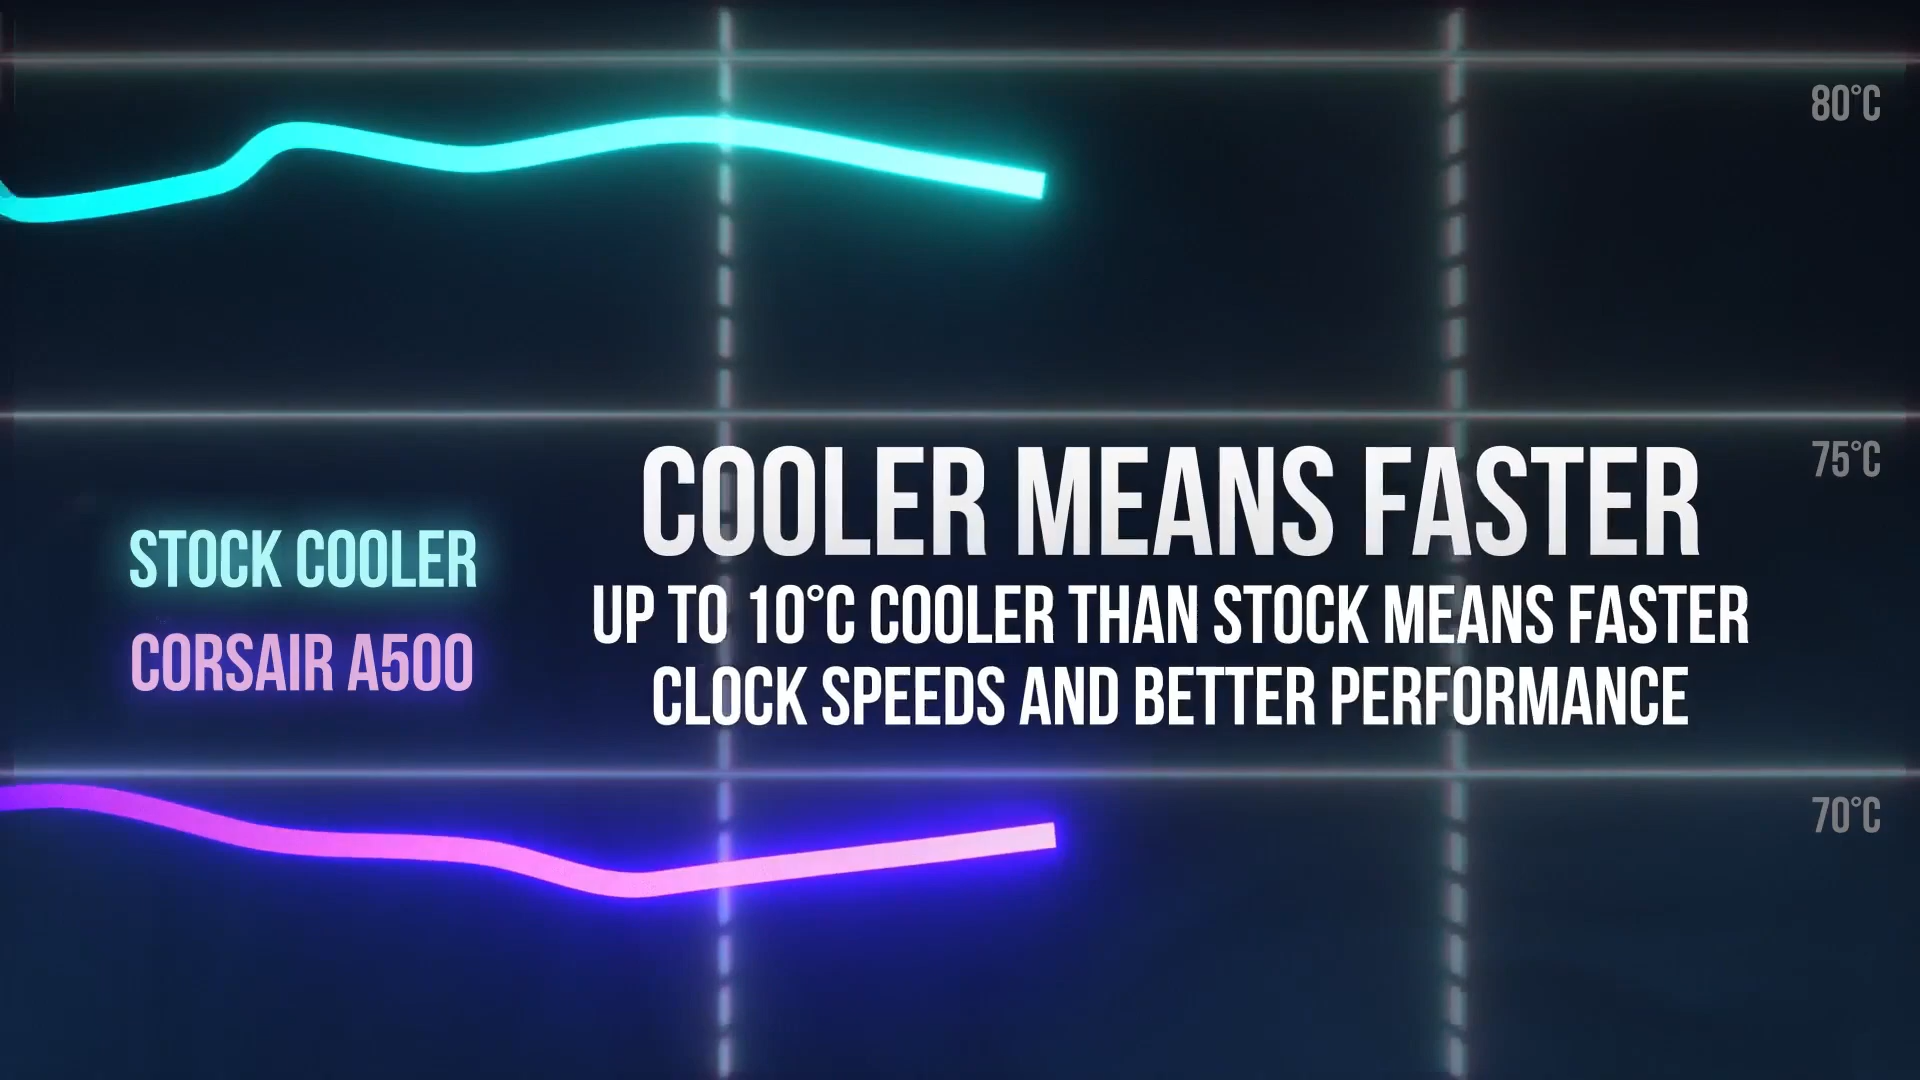 80°C
75°C
COOLER MEANS FASTER
STOCK COOLER
UP TO 10°C COOLER THAN STOCK MEANS FASTER
CORSAIR A500
CLOCK SPEEDS AND BETTER PERFORMANCE
70°C